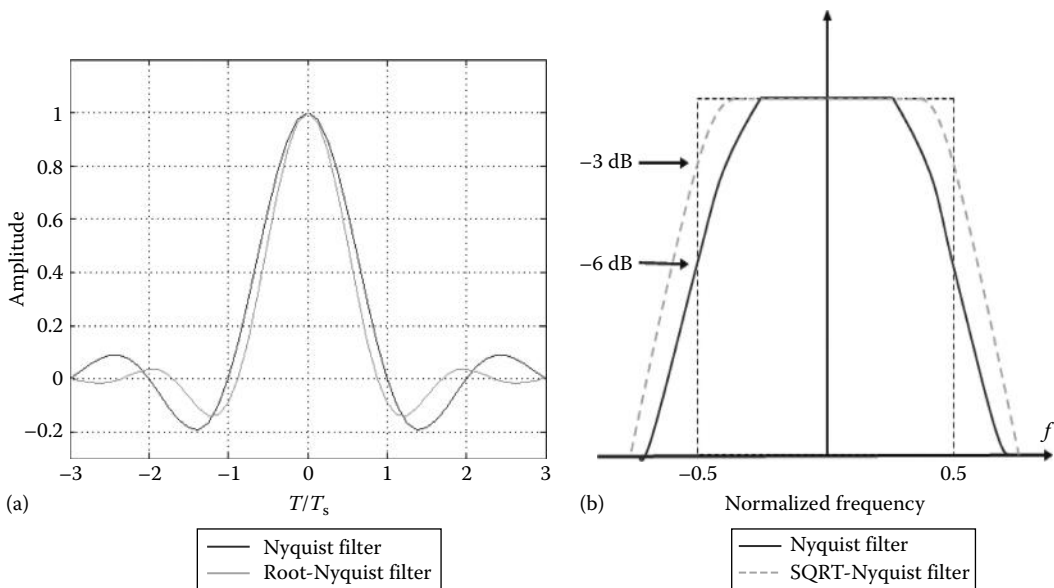 1
0.8
0.6
0.4
0.2
0
−0.2
Amplitude
−3
−2
−1
0
1
2
3
T/Ts
(a)
Nyquist filter
Root-Nyquist filter
−3 dB
−6 dB
f
−0.5
0.5
Normalized frequency
(b)
Nyquist filter
SQRT-Nyquist filter